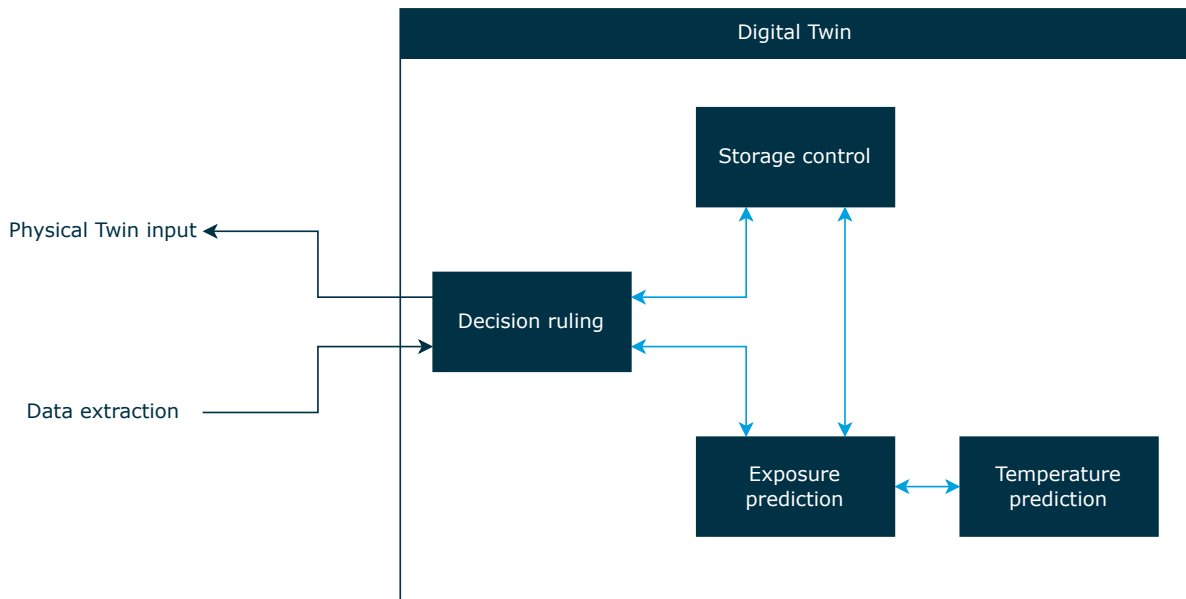 Digital Twin
Storage control
Physical Twin input
Decision ruling
Data extraction
Exposure
prediction
Temperature
prediction